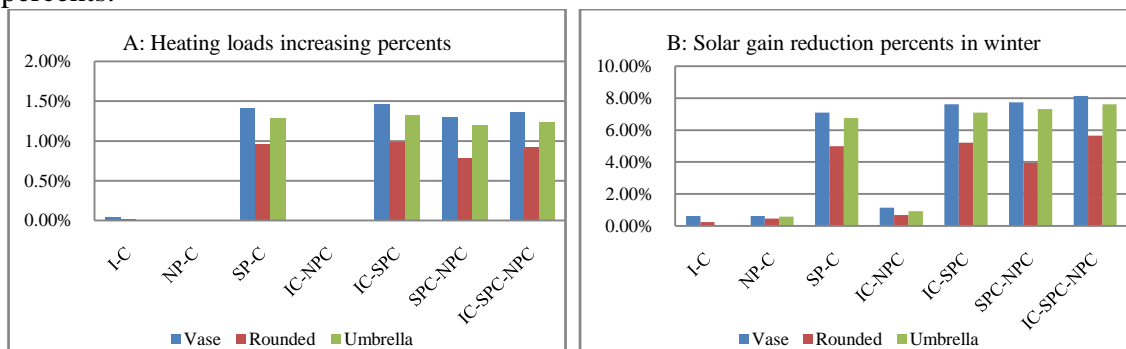 percents.
A: Heating loads increasing percents
2.00%
1.50%
1.00%
0.50%
0.00%
I-C
NP-C
SP-C
IC-NPC
IC-SPC
SPC-NPC
IC-SPC-NPC
Vase Rounded Umbrella
B: Solar gain reduction percents in winter
10.00%
8.00%
6.00%
4.00%
2.00%
0.00%
I-C
NP-C
SP-C
IC-NPC
IC-SPC
SPC-NPC
IC-SPC-NPC
Vase Rounded Umbrella